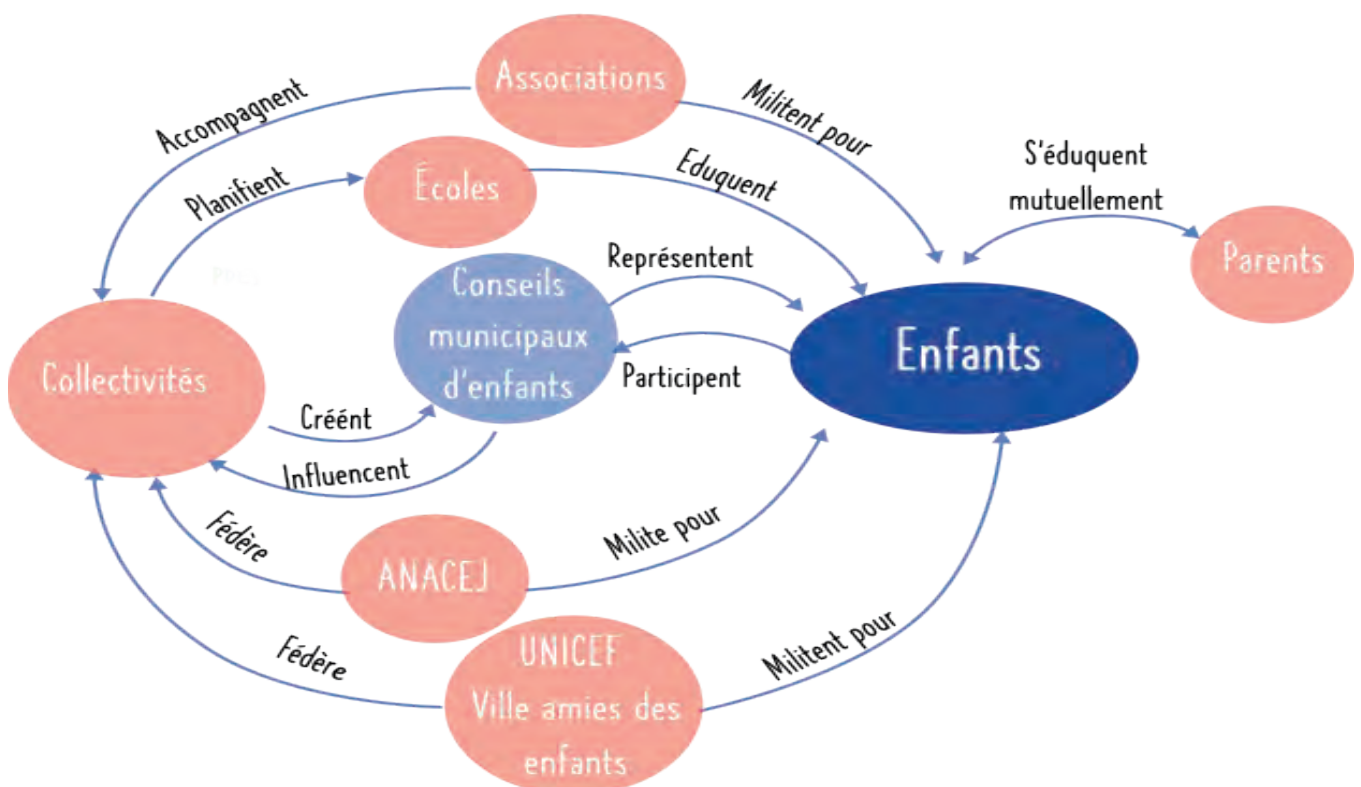 Associations
Accompagnent
Militent pour
S'éduquent
mutuellement
Planifient
Écoles
Eduquent
Parents
Représentent
Conseils
municipaux
d'enfants
Enfants
Collectivités
Participent
Créént
Influencent
Fédère
ANACEJ
Milite pour
UNICEF
Ville amies des
enfants
Fédère
Militent pour